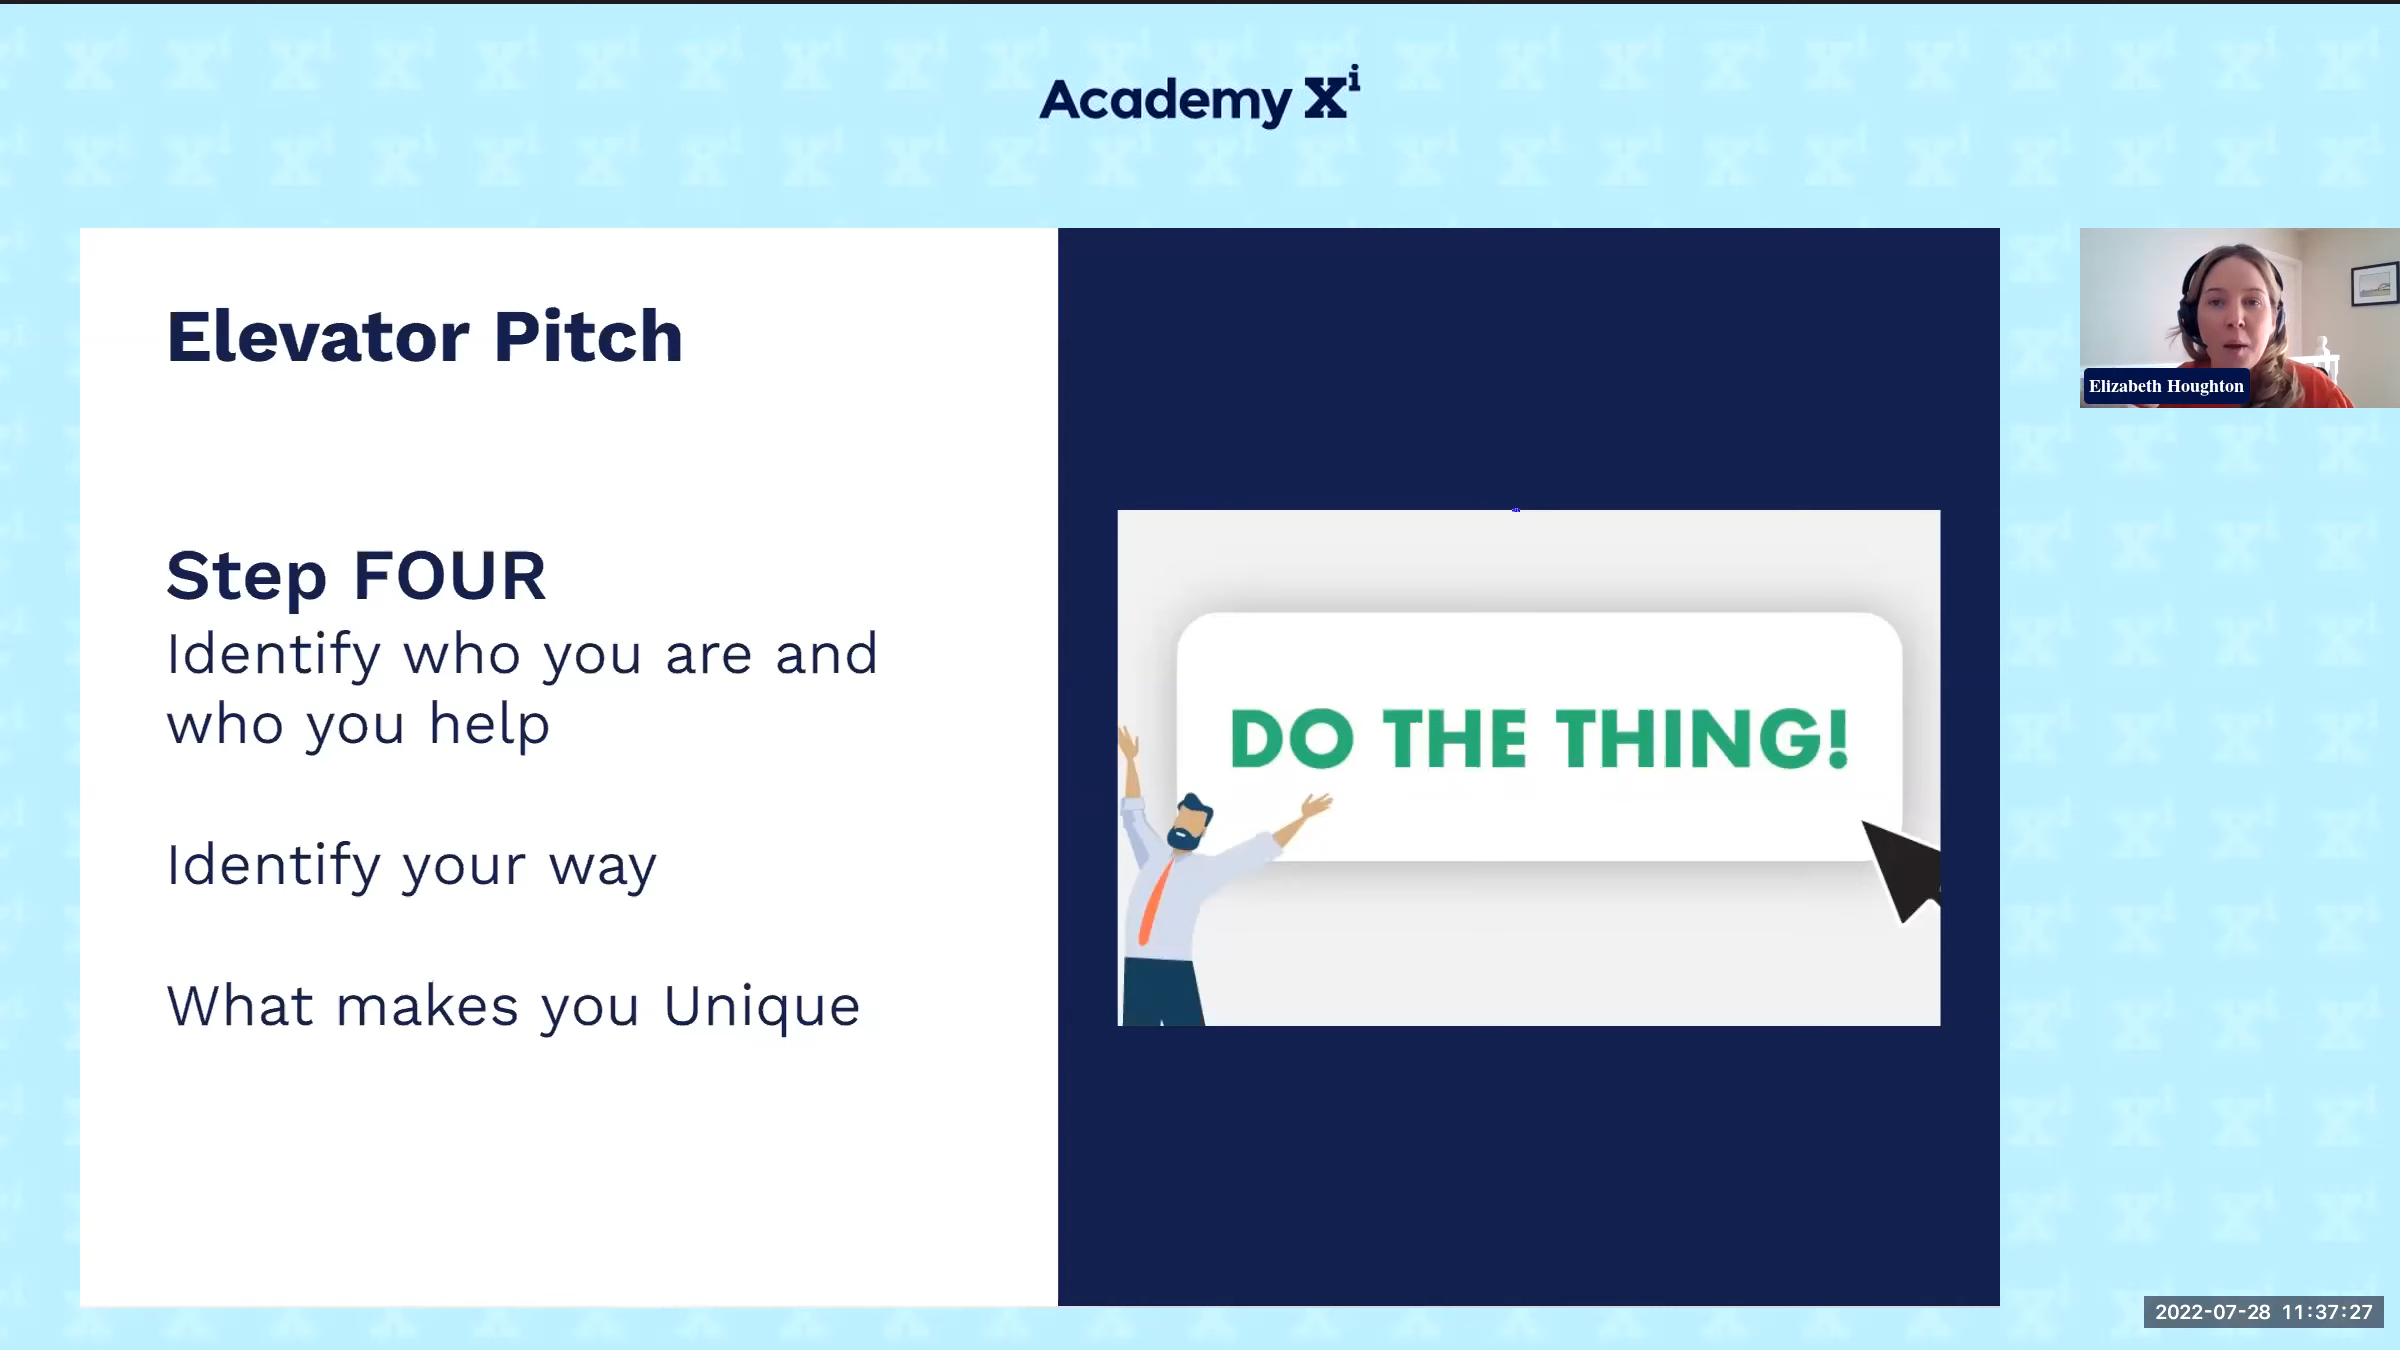 Academy Xi
Elevator Pitch
Step FOUR
Identify who you are and
who you help
Identify your way
What makes you Unique
DO THE THING!
Elizabeth Houghton
2022-07-28 11:37:27